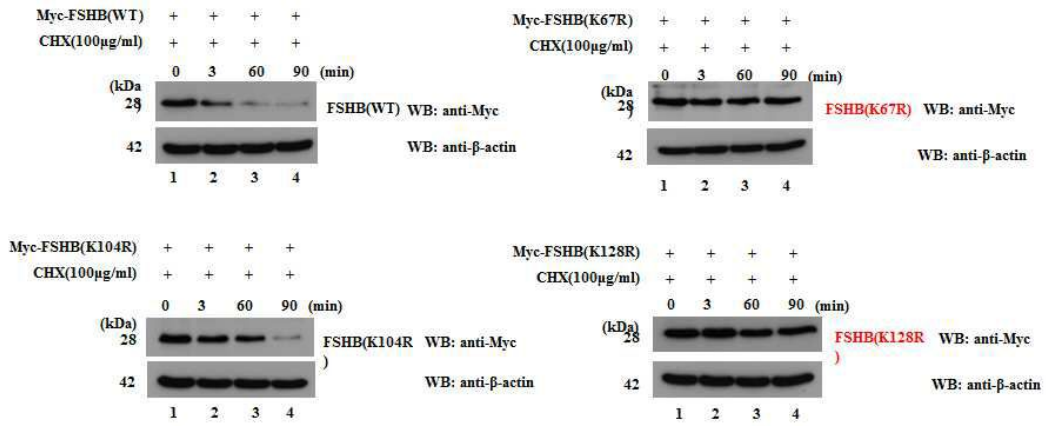 Myc-FSHB(WT) + + + +
CHX(100μg/ml) + + + +
0 3 60 90 (min)
(kDa
)
28
FSHB(WT) WB: anti-Myc
42 WB: anti-β-actin
1 2 3 4
Myc-FSHB(K67R) + + + +
CHX(100μg/ml) + + + +
0 3 60 90 (min)
(kDa
)
28
FSHB(K67R) WB: anti-Myc
42 WB: anti-β-actin
1 2 3 4
Myc-FSHB(K104R) + + + +
CHX(100μg/ml) + + + +
0 3 60 90 (min)
(kDa)
28 FSHB(K104R WB: anti-Myc
)
42 WB: anti-β-actin
1 2 3 4
Myc-FSHB(K128R) + + + +
CHX(100μg/ml) + + + +
0 3 60 90 (min)
(kDa)
28 FSHB(K128R WB: anti-Myc
)
42 WB: anti-β-actin
1 2 3 4